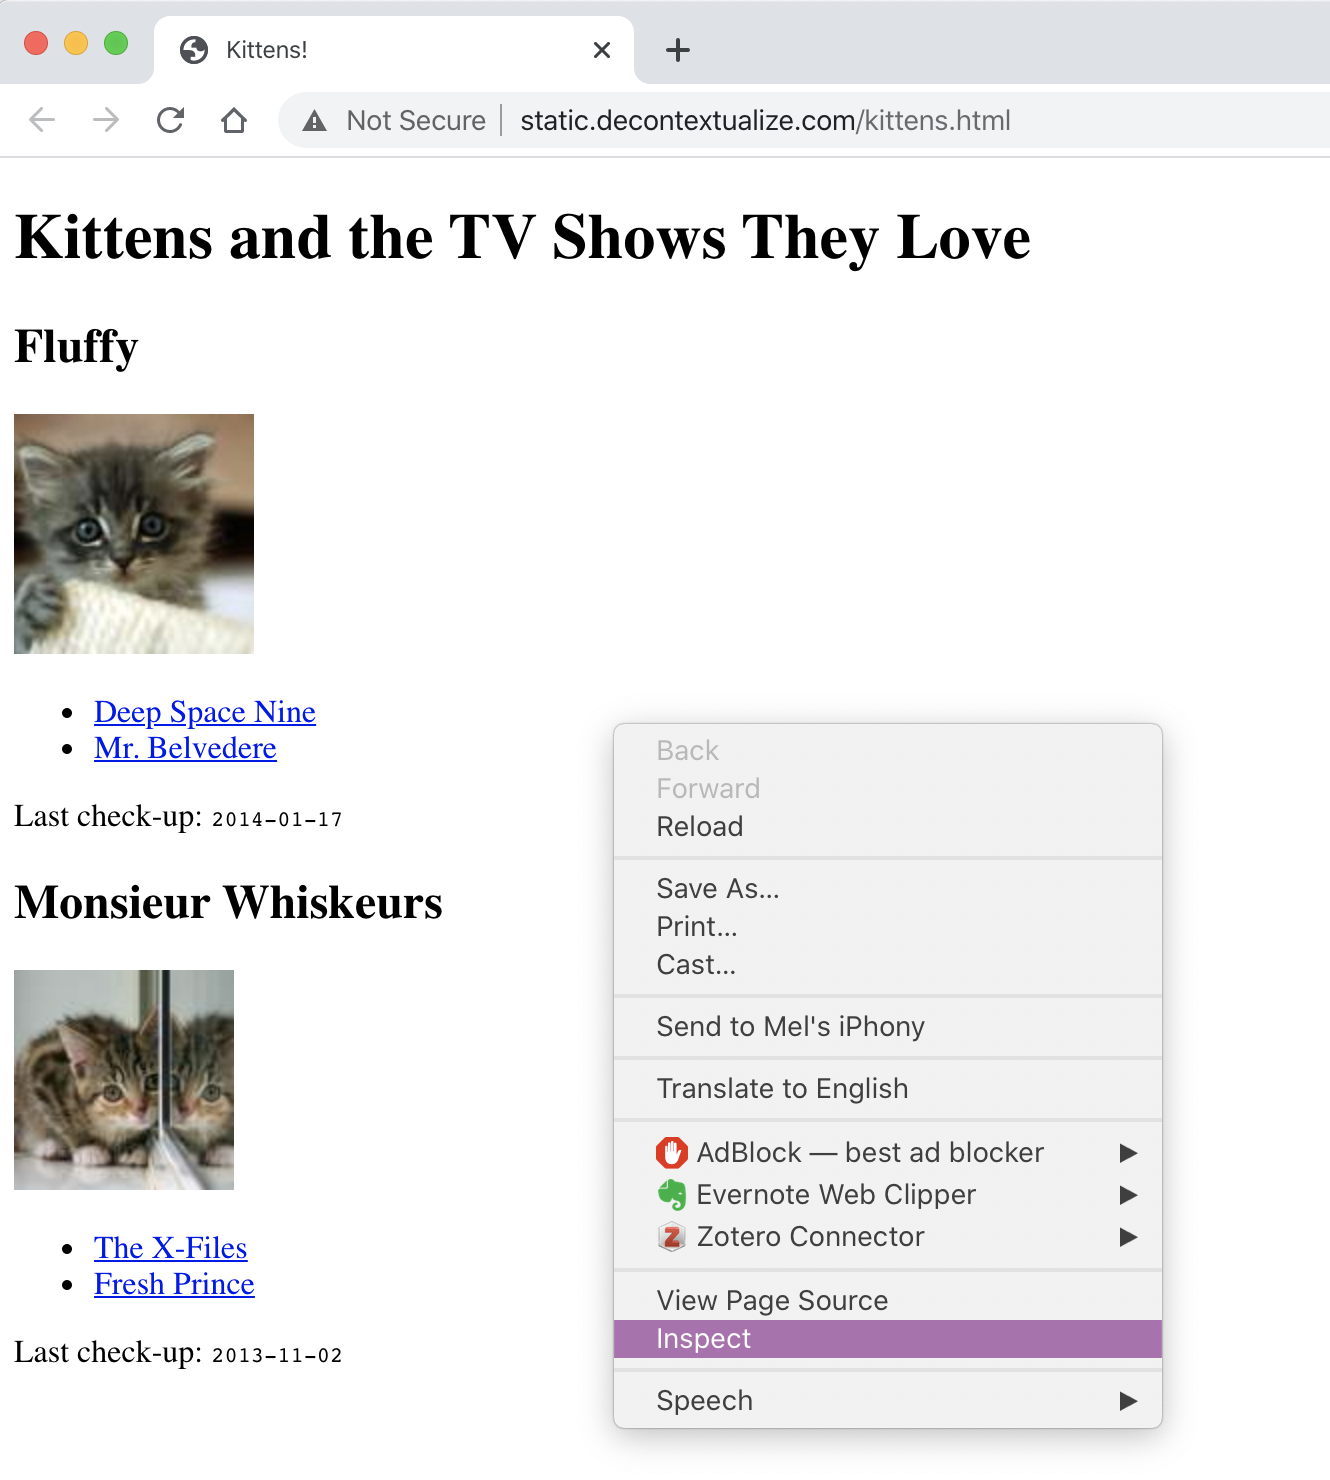 Kittens!
Not Secure
static.decontextualize.com/kittens.html
Kittens and the TV Shows They Love
Fluffy
Deep Space Nine
Mr. Belvedere
Last check-up: 2014-01-17
Monsieur Whiskeurs
The X-Files
Fresh Prince
Last check-up: 2013-11-02
Back
Forward
Reload
Save As...
Print...
Cast...
Send to Mel's iPhony
Translate to English
AdBlock — best ad blocker
Evernote Web Clipper
Z Zotero Connector
View Page Source
Inspect
Speech